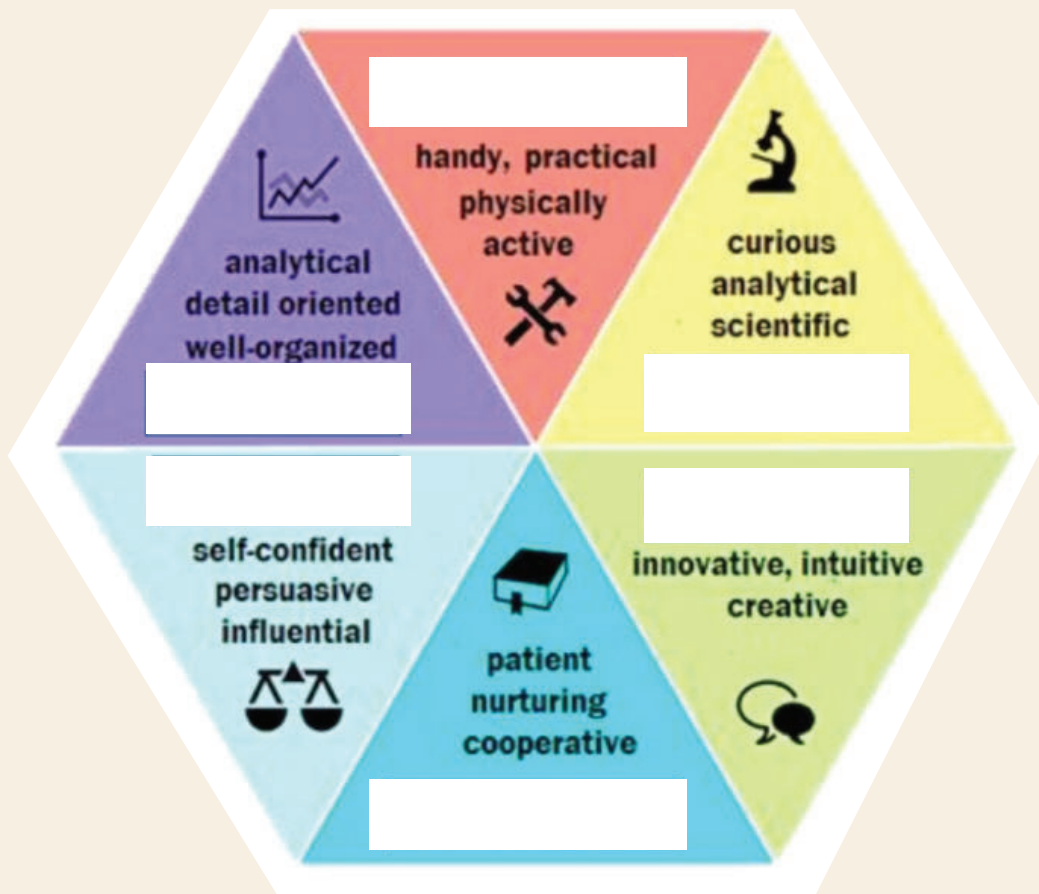 handy, practical
physically
active
curious
analytical
scientific
analytical
detail oriented
well-organized
self-confident
persuasive
influential
patient
nurturing
cooperative
innovative, intuitive
creative